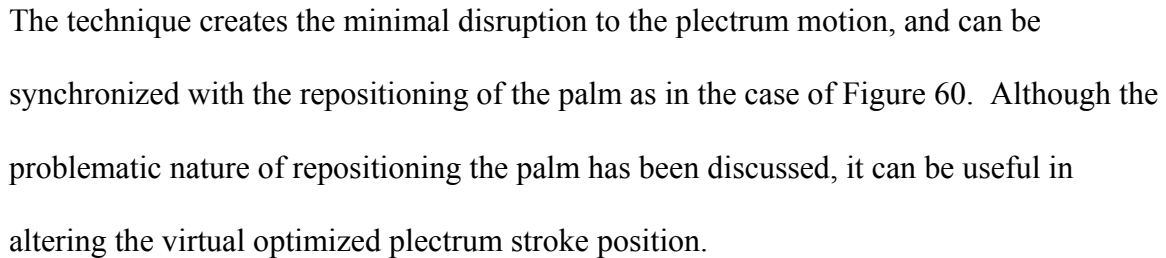 The technique creates the minimal disruption to the plectrum motion, and can be
synchronized with the repositioning of the palm as in the case of Figure 60.  Although the
problematic nature of repositioning the palm has been discussed, it can be useful in
altering the virtual optimized plectrum stroke position.